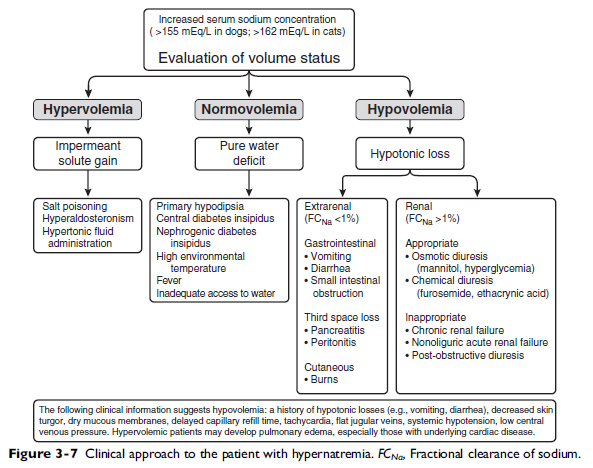 Increased serum sodium concentration
( >155 mEq/L in dogs; >162 mEq/L in cats)
Evaluation of volume status
Hypervolemia
Normovolemia
Hypovolemia
Impermeant
solute gain
Pure water
deficit
Hypotonic loss
Salt poisoning
Hyperaldosteronism
Hypertonic fluid
administration
Primary hypodipsia
Central diabetes insipidus
Nephrogenic diabetes
insipidus
High environmental
temperature
Fever
Inadequate access to water
Extrarenal
(FCNa <1%)
Gastrointestinal
• Vomiting
• Diarrhea
• Small intestinal
obstruction
Third space loss
• Pancreatitis
• Peritonitis
Cutaneous
• Burns
Renal
(FCNa >1%)
Appropriate
• Osmotic diuresis
(mannitol, hyperglycemia)
• Chemical diuresis
(furosemide, ethacrynic acid)
Inappropriate
• Chronic renal failure
• Nonoliguric acute renal failure
• Post-obstructive diuresis
The following clinical information suggests hypovolemia: a history of hypotonic losses (e.g., vomiting, diarrhea), decreased skin
turgor, dry mucous membranes, delayed capillary refill time, tachycardia, flat jugular veins, systemic hypotension, low central
venous pressure. Hypervolemic patients may develop pulmonary edema, especially those with underlying cardiac disease.
Figure 3-7 Clinical approach to the patient with hypernatremia. FCNa, Fractional clearance of sodium.